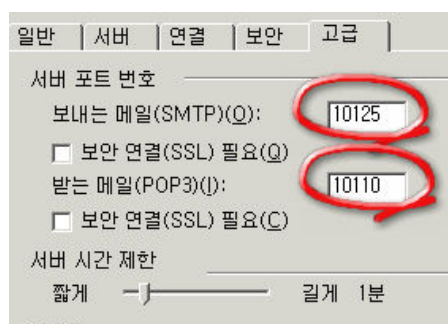 일반 서버 연결 보안 고급
서버 포트 번호
보내는 메일(SMTP)(O): 10125
보안 연결(SSL) 필요(Q)
받는 메일(POP3)(I): 10110
보안 연결(SSL) 필요(C)
서버 시간 제한
짧게 길게 1분